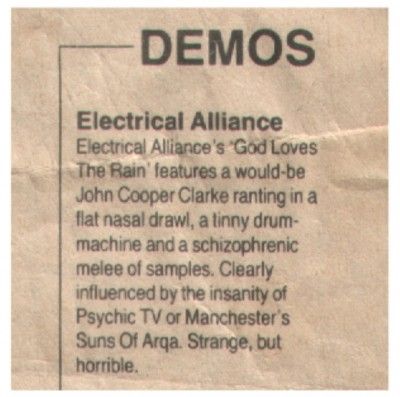 DEMOS
Electrical Alliance
Electrical Alliance's 'God Loves
The Rain' features a would-be
John Cooper Clarke ranting in a
flat nasal drawl, a tinny drum-
machine and a schizophrenic
melee of samples. Clearly
influenced by the insanity of
Psychic TV or Manchester's
Suns Of Arqa. Strange, but
horrible.